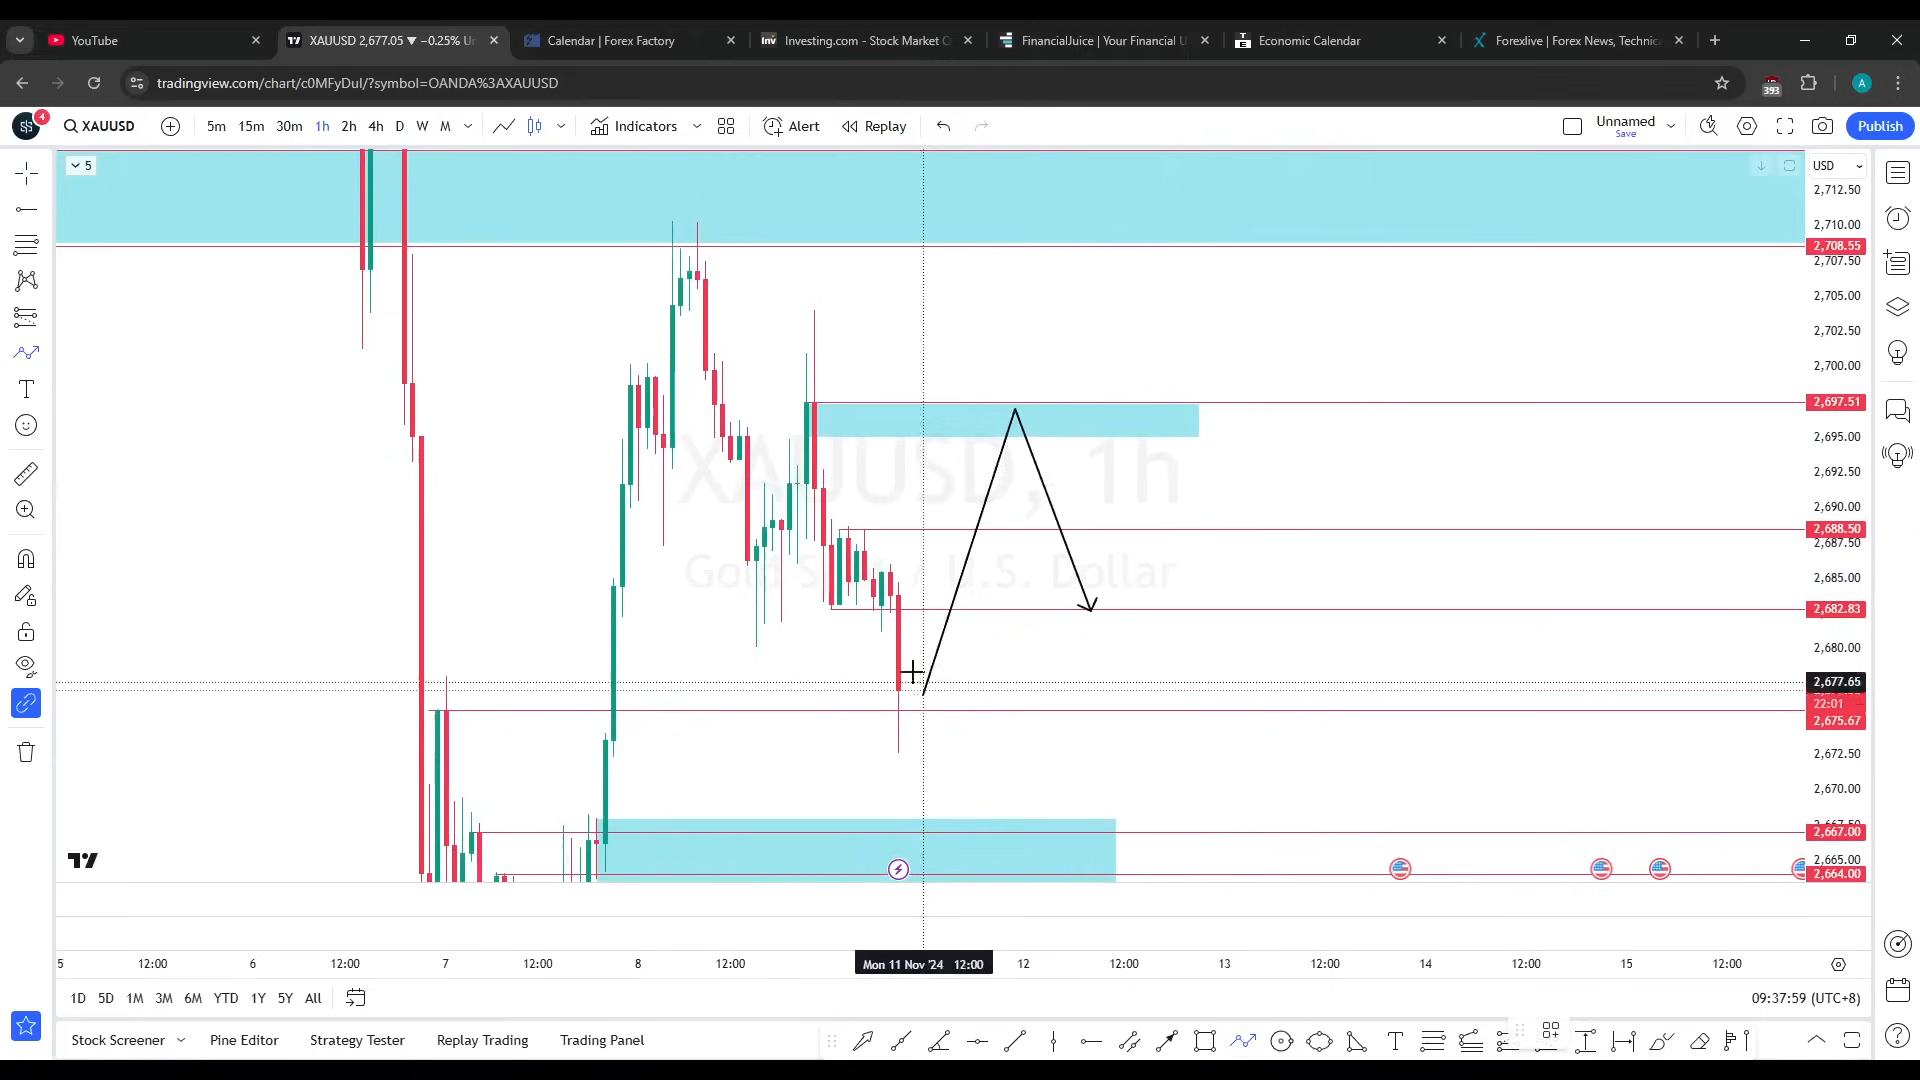 YouTube
XAUUSD 2,677.05 ▼ −0.25% Un
Calendar | Forex Factory
Investing.com - Stock Market Q
FinancialJuice | Your Financial U
Economic Calendar
Forexlive | Forex News, Technica
tradingview.com/chart/c0MFyDul/?symbol=OANDA%3AXAUUSD
393
A
4
XAUUSD
5m 15m 30m 1h 2h 4h D W M
Indicators
Alert
Replay
Unnamed
Save
Publish
5
USD
2,712.50
2,710.00
2,708.55
2,707.50
2,705.00
2,702.50
2,700.00
2,697.51
2,695.00
XAUUSD, 1h
2,692.50
2,690.00
2,688.50
2,687.50
Gold Spot / U.S. Dollar
2,685.00
2,682.83
2,680.00
2,677.65
22:01
2,675.67
2,672.50
2,670.00
2,667.50
2,667.00
2,665.00
2,664.00
5 12:00 6 12:00 7 12:00 8 12:00 Mon 11 Nov '24 12:00 12 12:00 13 12:00 14 12:00 15 12:00
1D 5D 1M 3M 6M YTD 1Y 5Y All
09:37:59 (UTC+8)
Stock Screener
Pine Editor
Strategy Tester
Replay Trading
Trading Panel